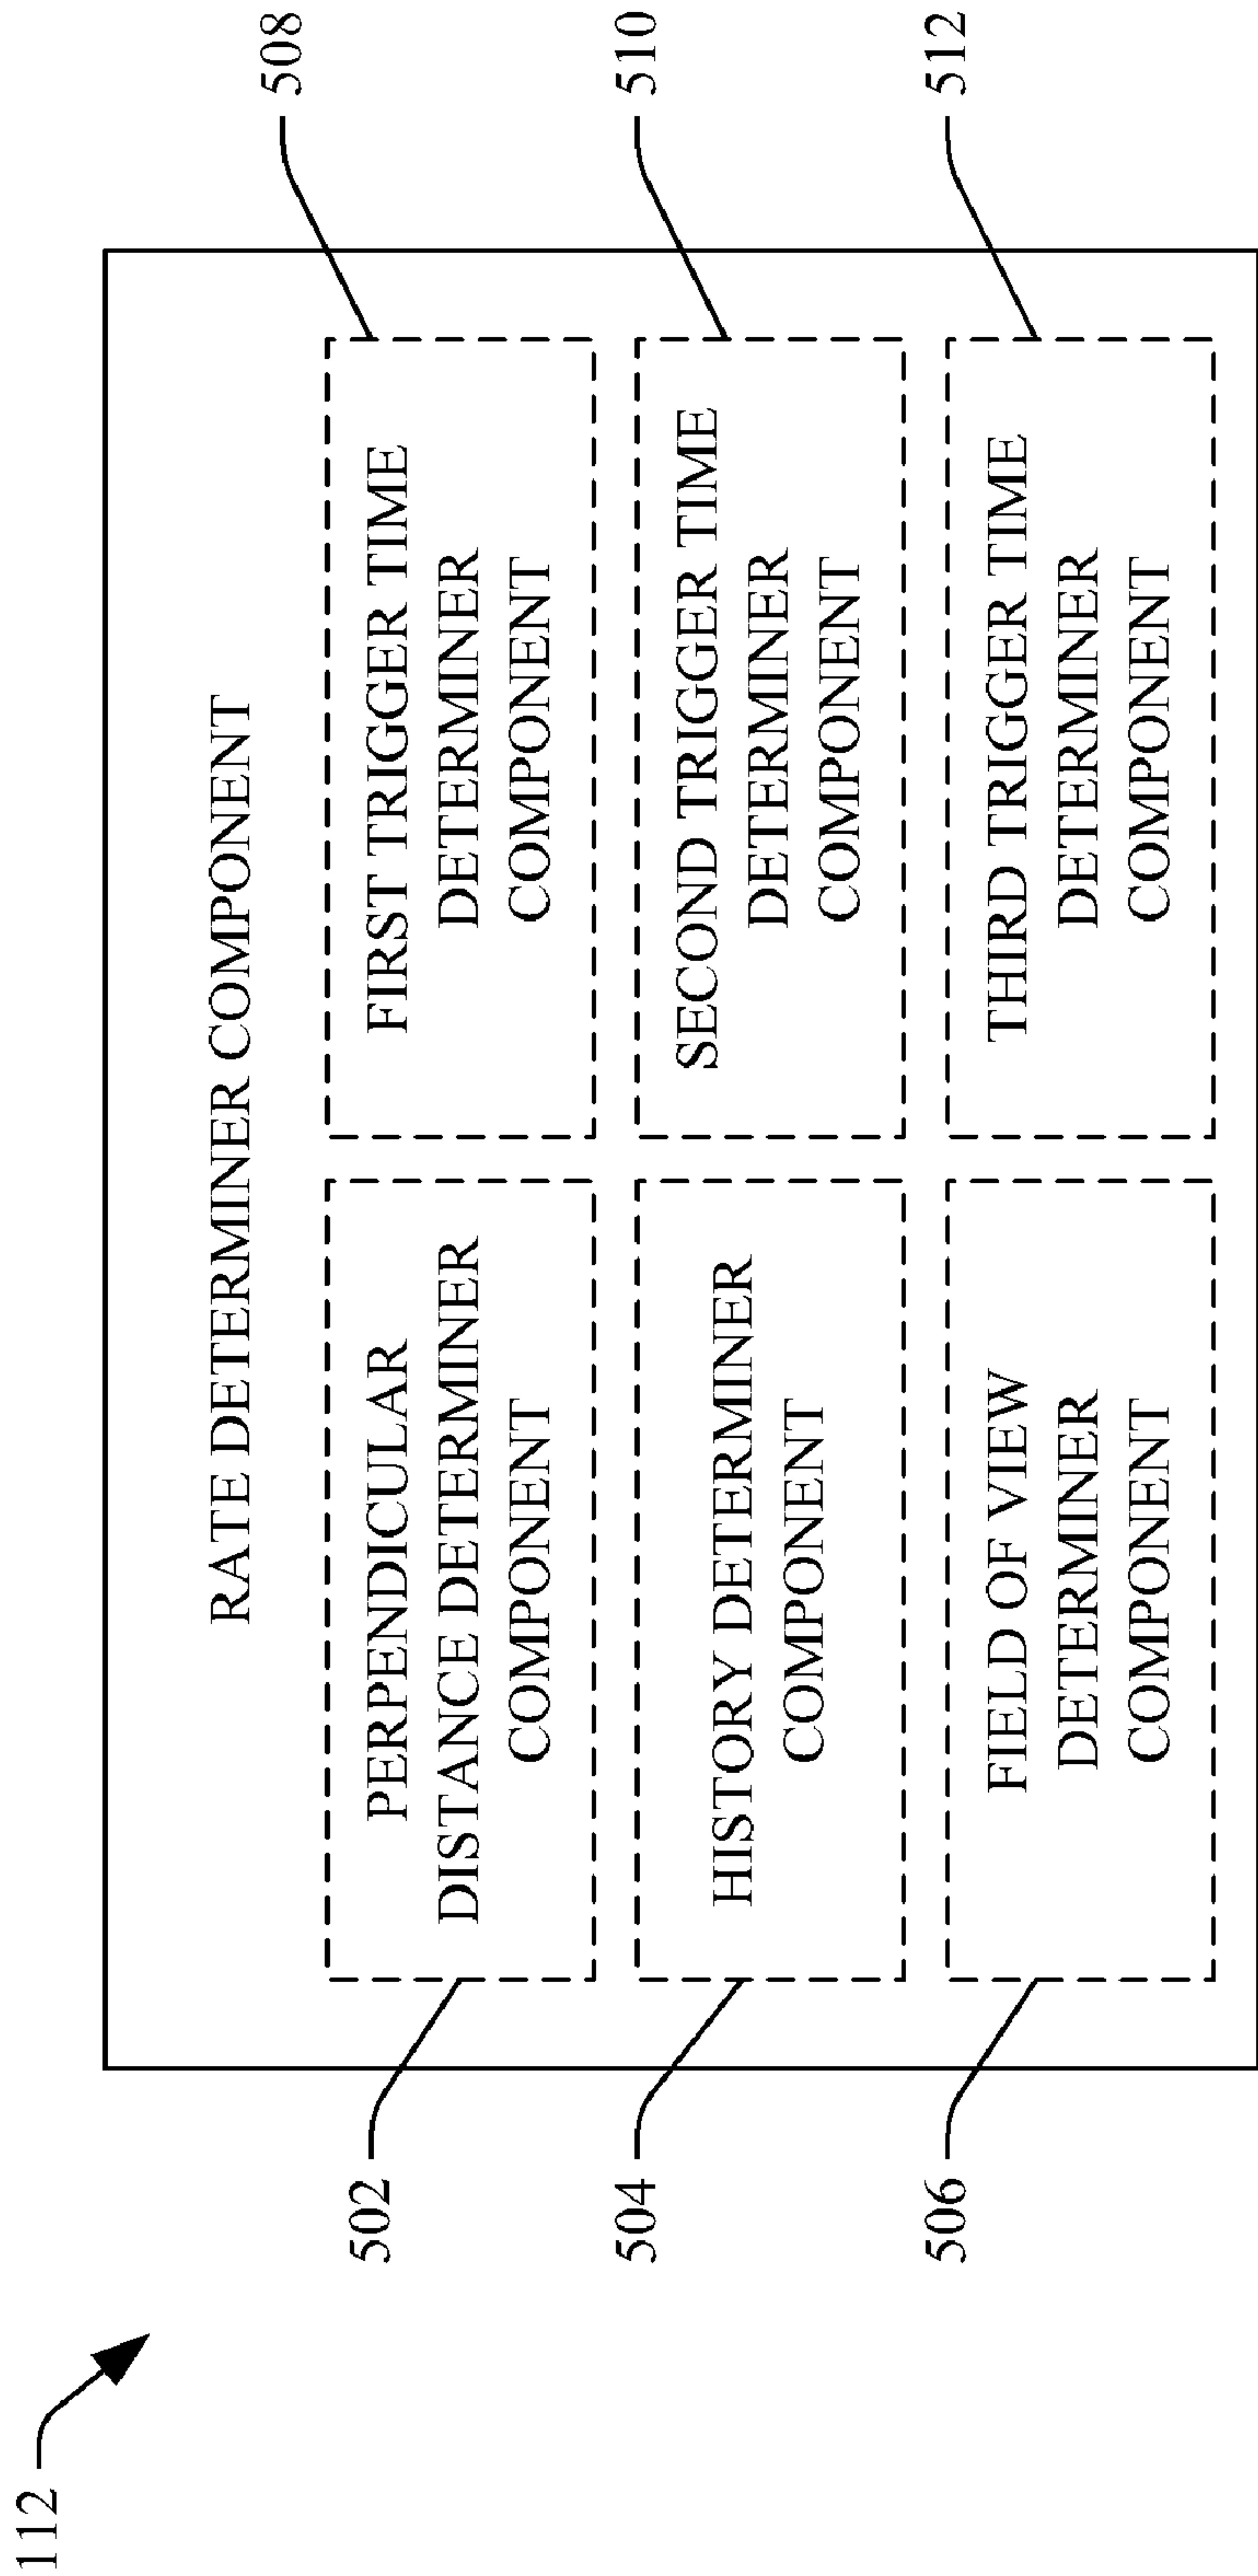 112
RATE DETERMINER COMPONENT
502
PERPENDICULAR
DISTANCE DETERMINER
COMPONENT
508
FIRST TRIGGER TIME
DETERMINER
COMPONENT
504
HISTORY DETERMINER
COMPONENT
510
SECOND TRIGGER TIME
DETERMINER
COMPONENT
506
FIELD OF VIEW
DETERMINER
COMPONENT
512
THIRD TRIGGER TIME
DETERMINER
COMPONENT